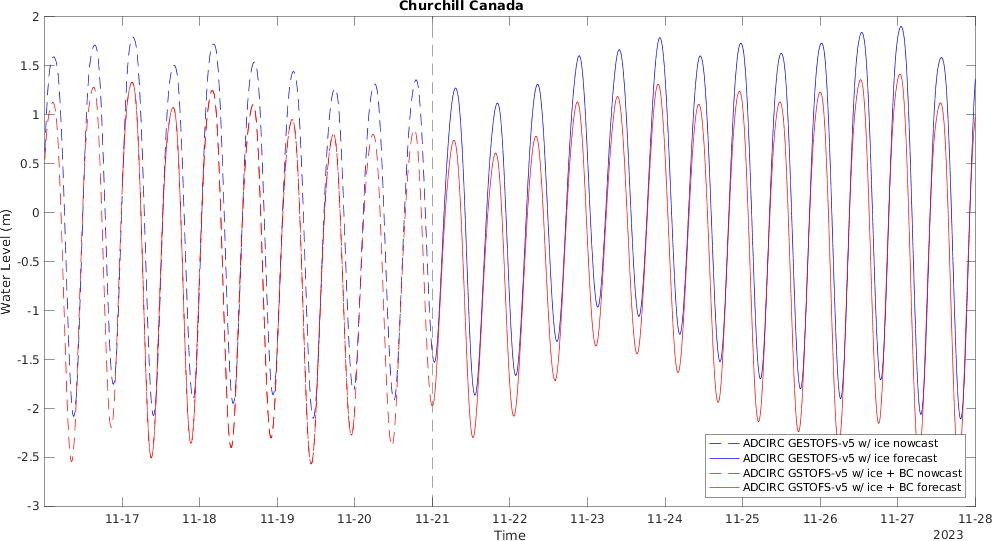 Churchill Canada
2
1.5
1
0.5
0
-0.5
-1
-1.5
-2
-2.5
-3
Water Level (m)
ADCIRC GESTOFS-v5 w/ ice nowcast
ADCIRC GESTOFS-v5 w/ ice forecast
ADCIRC GSTOFS-v5 w/ ice + BC nowcast
ADCIRC GSTOFS-v5 w/ ice + BC forecast
11-17 11-18 11-19 11-20 11-21 11-22 11-23 11-24 11-25 11-26 11-27 11-28
Time
2023